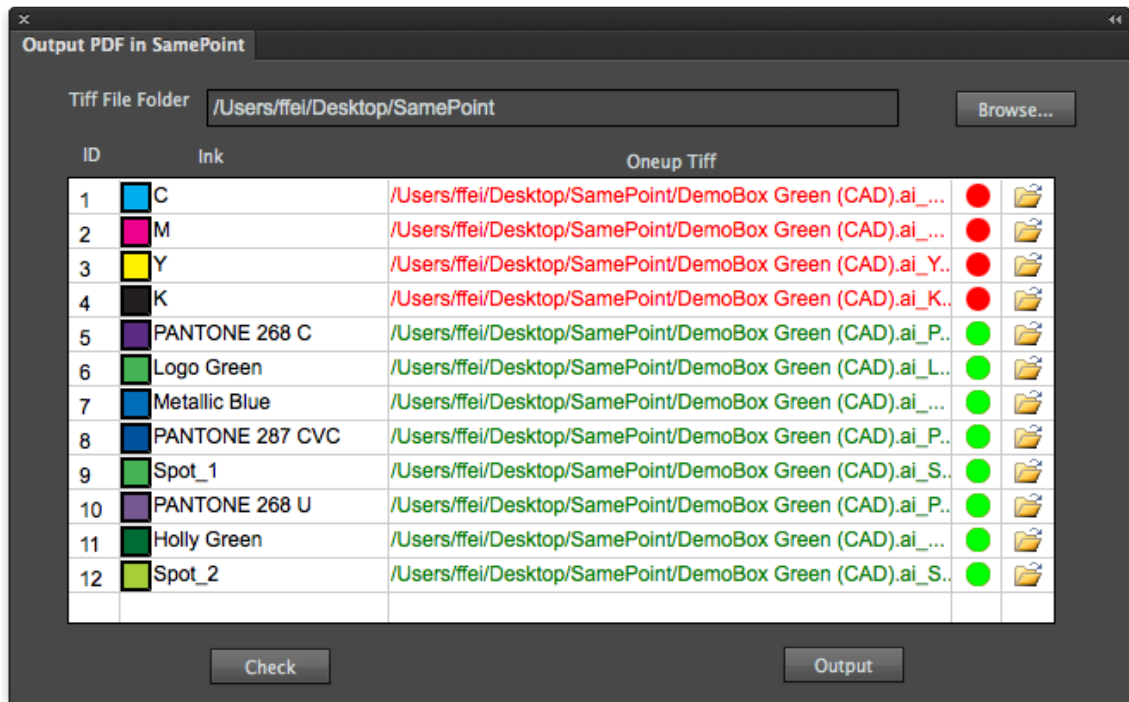 Output PDF in SamePoint
Tiff File Folder /Users/ffei/Desktop/SamePoint Browse...
ID Ink Oneup Tiff
1 C /Users/ffei/Desktop/SamePoint/DemoBox Green (CAD).ai_...
2 M /Users/ffei/Desktop/SamePoint/DemoBox Green (CAD).ai_...
3 Y /Users/ffei/Desktop/SamePoint/DemoBox Green (CAD).ai_Y..
4 K /Users/ffei/Desktop/SamePoint/DemoBox Green (CAD).ai_K..
5 PANTONE 268 C /Users/ffei/Desktop/SamePoint/DemoBox Green (CAD).ai_P..
6 Logo Green /Users/ffei/Desktop/SamePoint/DemoBox Green (CAD).ai_L..
7 Metallic Blue /Users/ffei/Desktop/SamePoint/DemoBox Green (CAD).ai_...
8 PANTONE 287 CVC /Users/ffei/Desktop/SamePoint/DemoBox Green (CAD).ai_P..
9 Spot_1 /Users/ffei/Desktop/SamePoint/DemoBox Green (CAD).ai_S..
10 PANTONE 268 U /Users/ffei/Desktop/SamePoint/DemoBox Green (CAD).ai_P..
11 Holly Green /Users/ffei/Desktop/SamePoint/DemoBox Green (CAD).ai_...
12 Spot_2 /Users/ffei/Desktop/SamePoint/DemoBox Green (CAD).ai_S..
Check Output